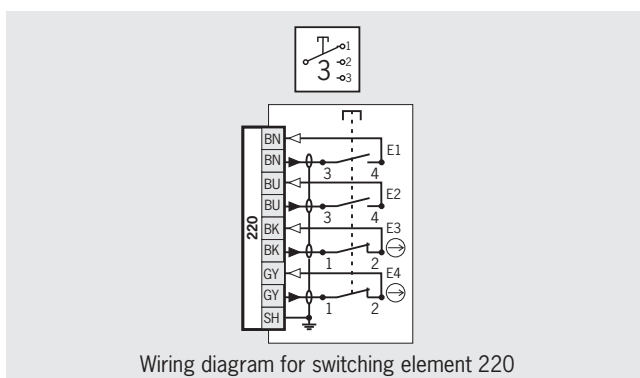 1
2
3
3
BN
BN
E1
3 4
BU
BU
E2
3 4
BK
E3
BK
1 2
GY
E4
GY
1 2
SH
220
Wiring diagram for switching element 220